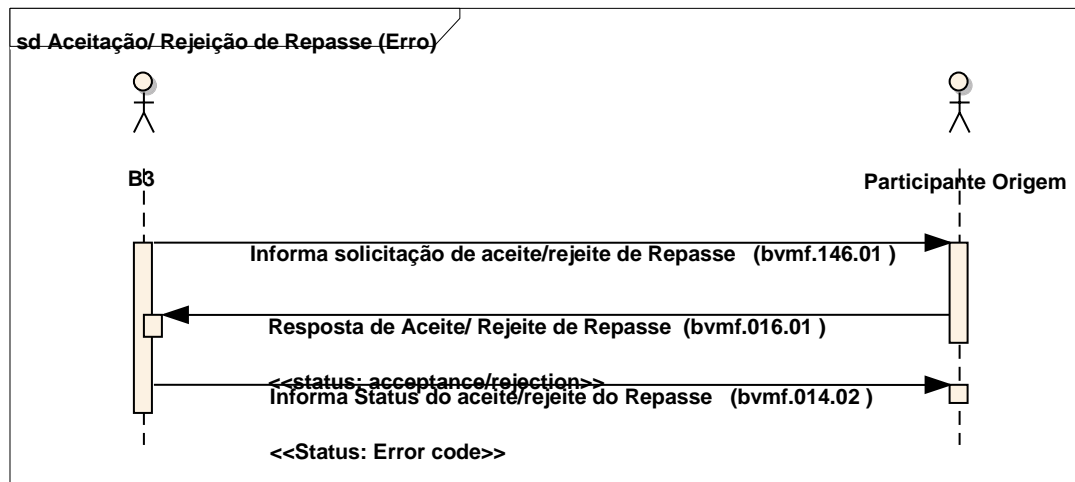 sd Aceitação/ Rejeição de Repasse (Erro)
B3
Participante Origem
Informa solicitação de aceite/rejeite de Repasse (bvmf.146.01 )
Resposta de Aceite/ Rejeite de Repasse (bvmf.016.01 )
<<status: acceptance/rejection>>
Informa Status do aceite/rejeite do Repasse (bvmf.014.02 )
<<Status: Error code>>